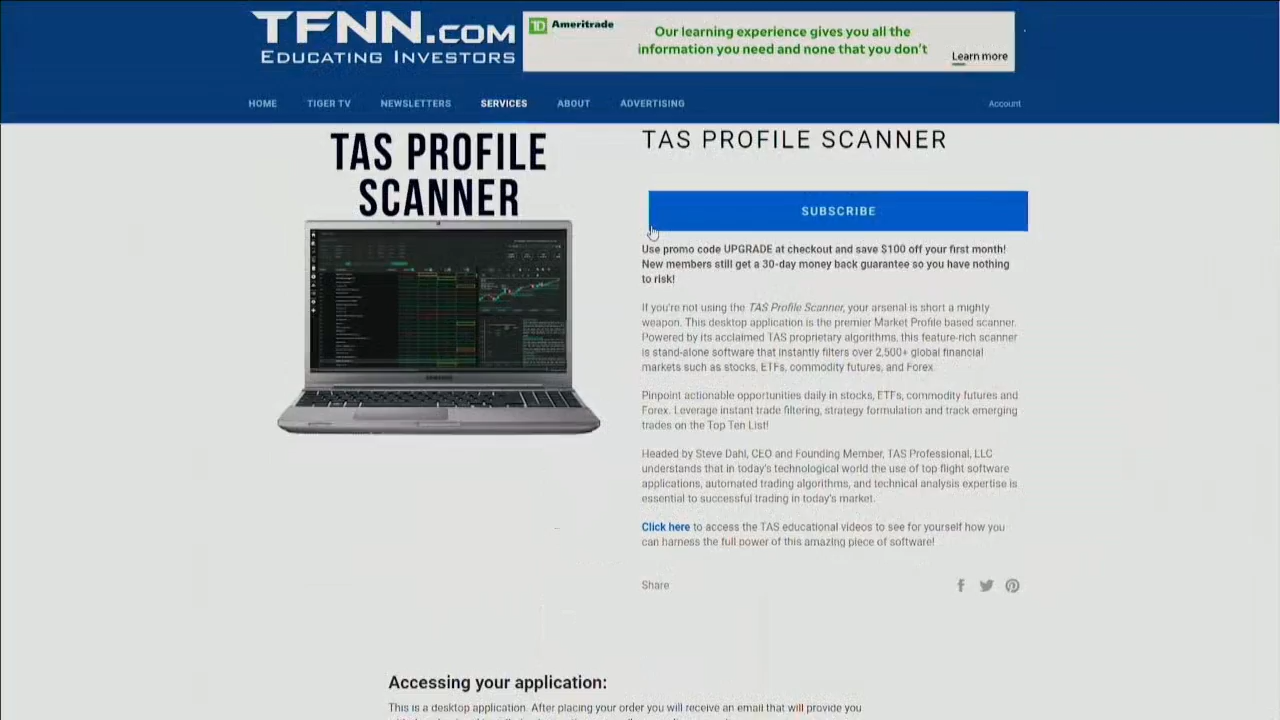 TFNN.COM
EDUCATING INVESTORS
TD Ameritrade
Our learning experience gives you all the
information you need and none that you don't
Learn more
HOME TIGER TV NEWSLETTERS SERVICES ABOUT ADVERTISING Account
TAS PROFILE
SCANNER
TAS PROFILE SCANNER
SUBSCRIBE
Use promo code UPGRADE at checkout and save $100 off your first month!
New members still get a 30-day money back guarantee so you have nothing
to risk!
If you're not using the TAS Profile Scanner, your arsenal is short a mighty
weapon. This desktop application is the premier Market Profile based scanner.
Powered by its acclaimed TAS proprietary algorithms, this feature-rich scanner
is stand-alone software that instantly filters over 2,500+ global financial
markets such as stocks, ETFs, commodity futures, and Forex.
Pinpoint actionable opportunities daily in stocks, ETFs, commodity futures and
Forex. Leverage instant trade filtering, strategy formulation and track emerging
trades on the Top Ten List!
Headed by Steve Dahl, CEO and Founding Member, TAS Professional, LLC
understands that in today's technological world the use of top flight software
applications, automated trading algorithms, and technical analysis expertise is
essential to successful trading in today's market.
Click here to access the TAS educational videos to see for yourself how you
can harness the full power of this amazing piece of software!
Share
Accessing your application:
This is a desktop application. After placing your order you will receive an email that will provide you